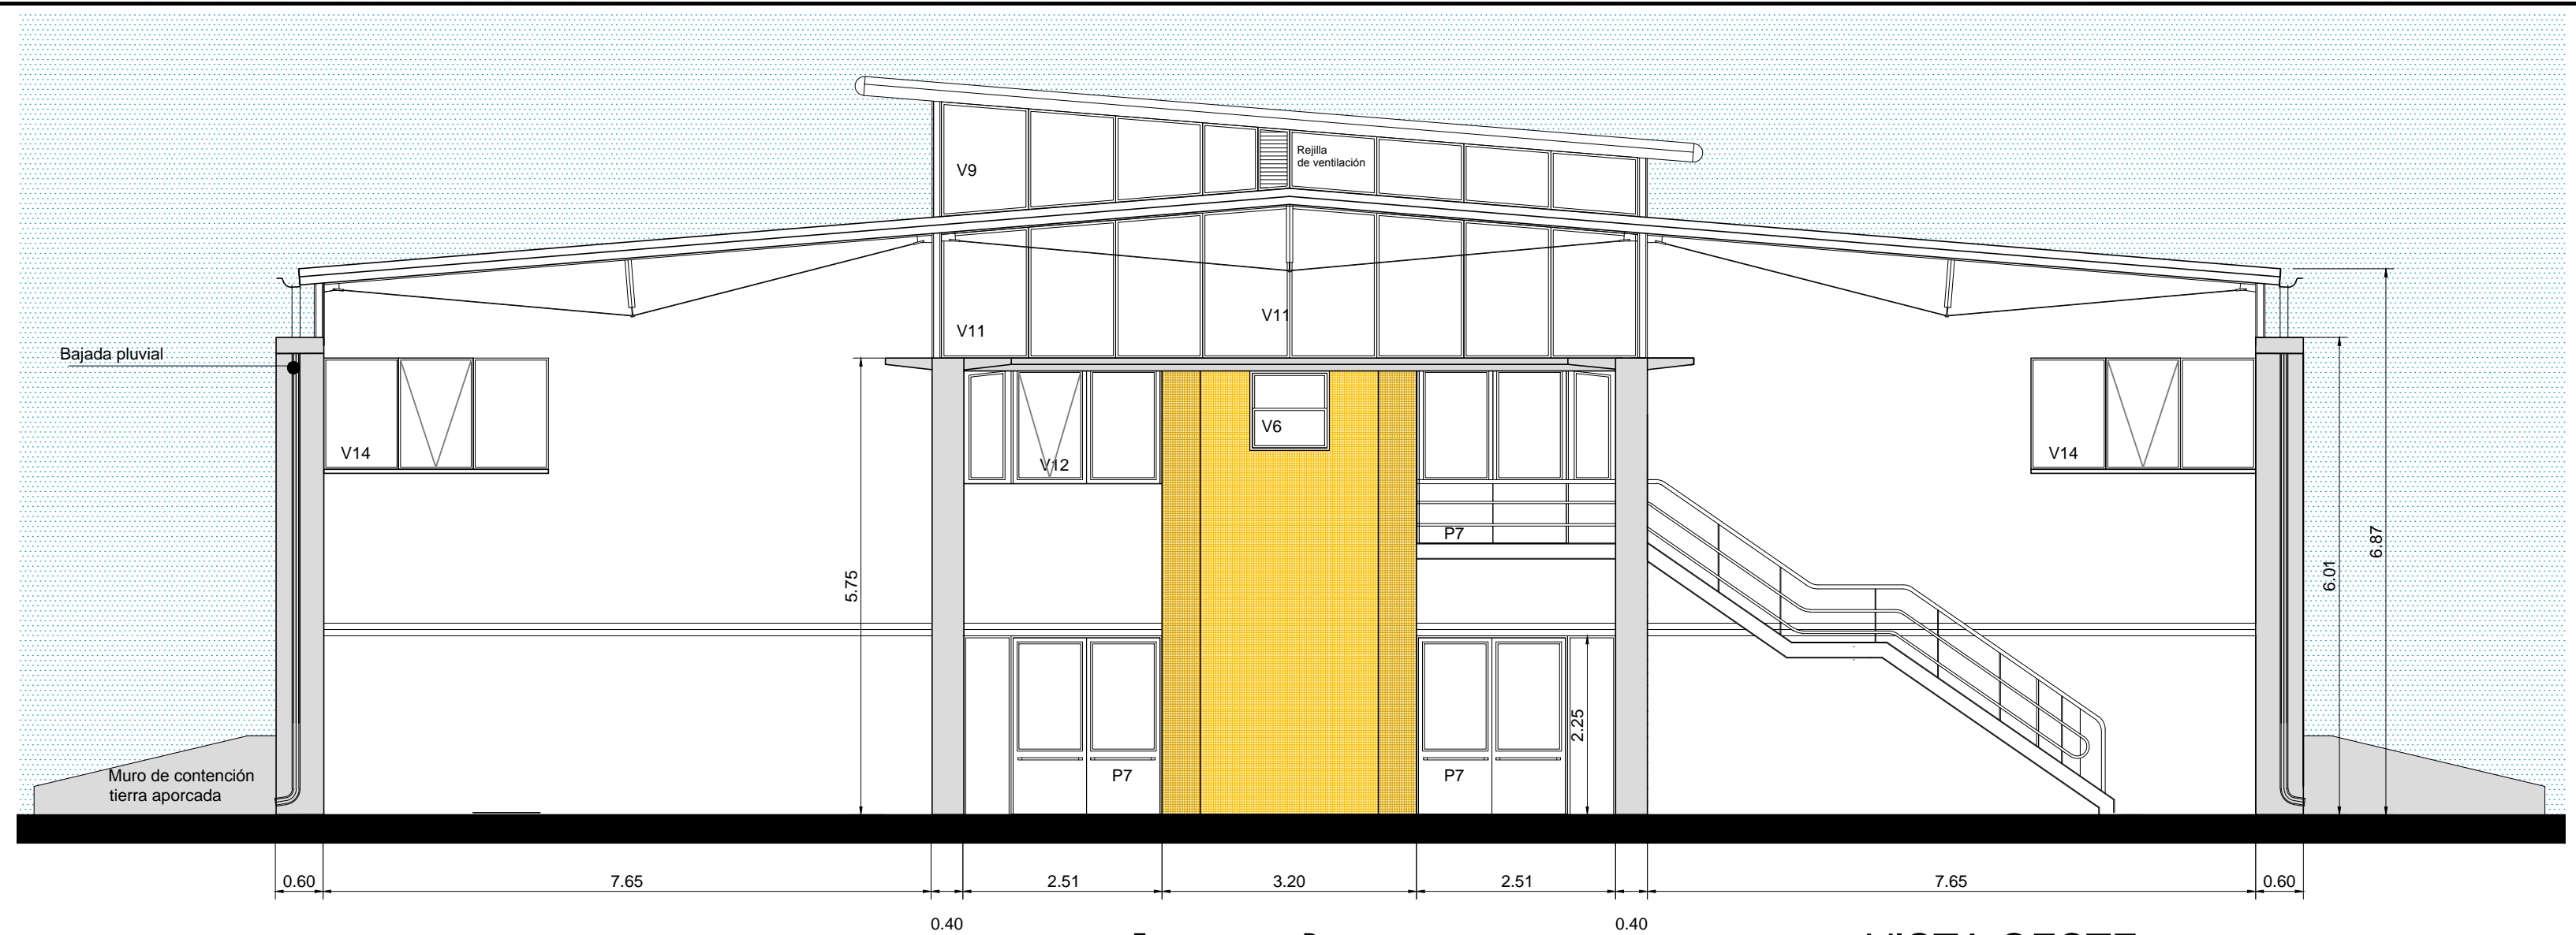 Rejilla
de ventilación
V9
V11
V11
Bajada pluvial
V14
V6
V12
V14
P7
5.75
6.01
6.87
2.25
Muro de contención
tierra aporcada
P7
P7
0.60
7.65
2.51
3.20
2.51
7.65
0.60
0.40
0.40
VISTA OESTE